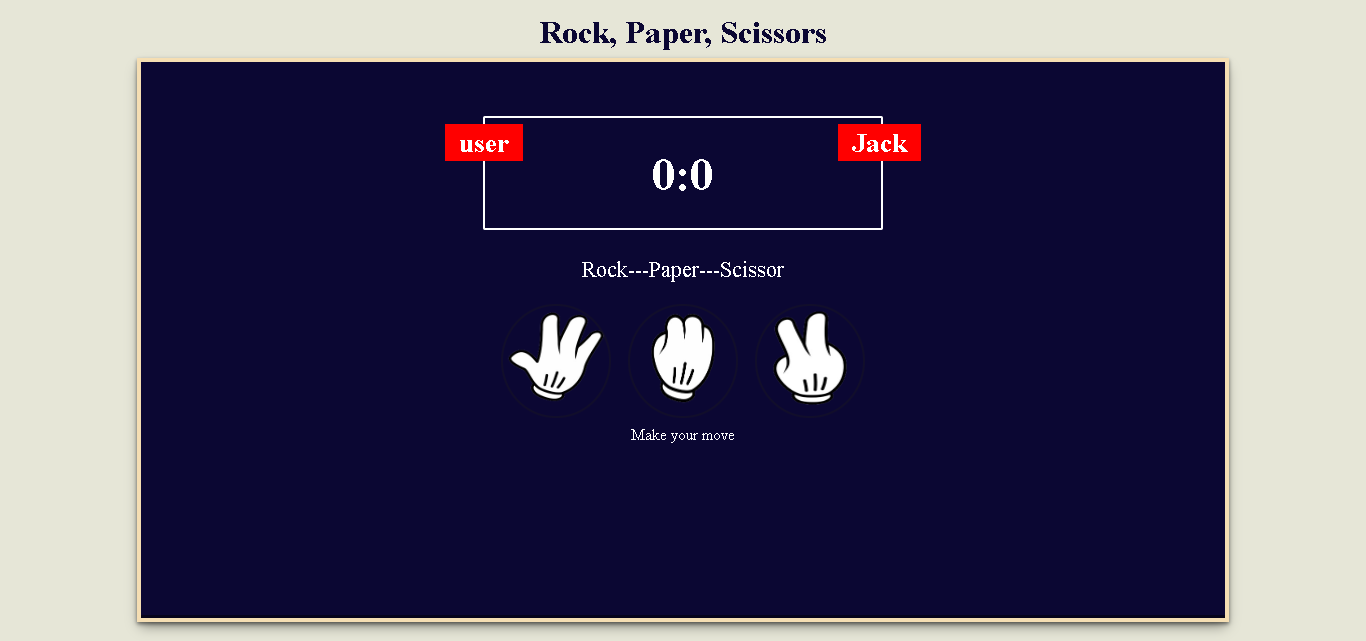 Rock, Paper, Scissors
user
Jack
0:0
Rock---Paper---Scissor
Make your move